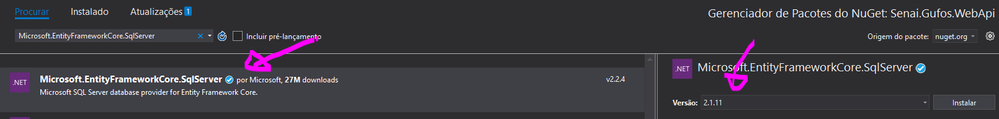 Procurar Instalado Atualizações 1
Gerenciador de Pacotes do NuGet: Senai.Gufos.WebApi
Microsoft.EntityFrameworkCore.SqlServer Incluir pré-lançamento
Origem do pacote: nuget.org
.NET
Microsoft.EntityFrameworkCore.SqlServer por Microsoft, 27M downloads
v2.2.4
Microsoft SQL Server database provider for Entity Framework Core.
.NET
Microsoft.EntityFrameworkCore.SqlServer
Versão: 2.1.11 Instalar